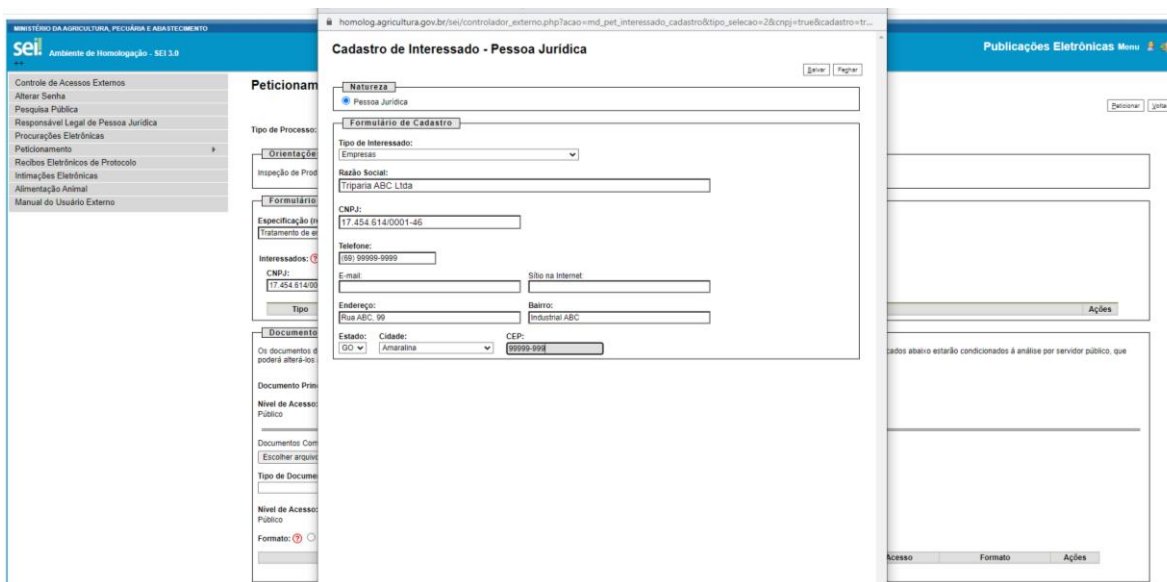 MINISTÉRIO DA AGRICULTURA, PECUÁRIA E ABASTECIMENTO
sei! Ambiente de Homologação - SEI 3.0
Publicações Eletrônicas Menu
Controle de Acessos Externos
Alterar Senha
Pesquisa Pública
Responsável Legal de Pessoa Jurídica
Procurações Eletrônicas
Peticionamento
Recibos Eletrônicos de Protocolo
Intimações Eletrônicas
Alimentação Animal
Manual do Usuário Externo
Peticionam
Peticionar
Tipo de Processo:
Orientaçõe
Inspeção de Prod
Formulário
Especificação
Tratamento de
Interessados:
CNPJ:
17.454.614/00
Tipo
Ações
Documento
Os documentos
poderá alterá-los
cados abaixo estarão condicionados à análise por servidor público, que
Documento Prin
Nível de Acesso:
Público
Documentos Com
Escolher arquivo
Tipo de Docume
Nível de Acesso:
Público
Formato:
Acesso Formato Ações
homolog.agricultura.gov.br/sei/controlador_externo.php?acao=md_pet_interessado_cadastro&tipo_selecao=2&cnpj=true&cadastro=tr...
Cadastro de Interessado - Pessoa Jurídica
Salvar Fechar
Natureza
Pessoa Jurídica
Formulário de Cadastro
Tipo de Interessado:
Empresas
Razão Social:
Triparia ABC Ltda
CNPJ:
17.454.614/0001-46
Telefone:
(69) 99999-9999
E-mail: Sítio na Internet:
Endereço: Bairro:
Rua ABC, 99 Industrial ABC
Estado: Cidade: CEP:
GO Amaralina 99999-999